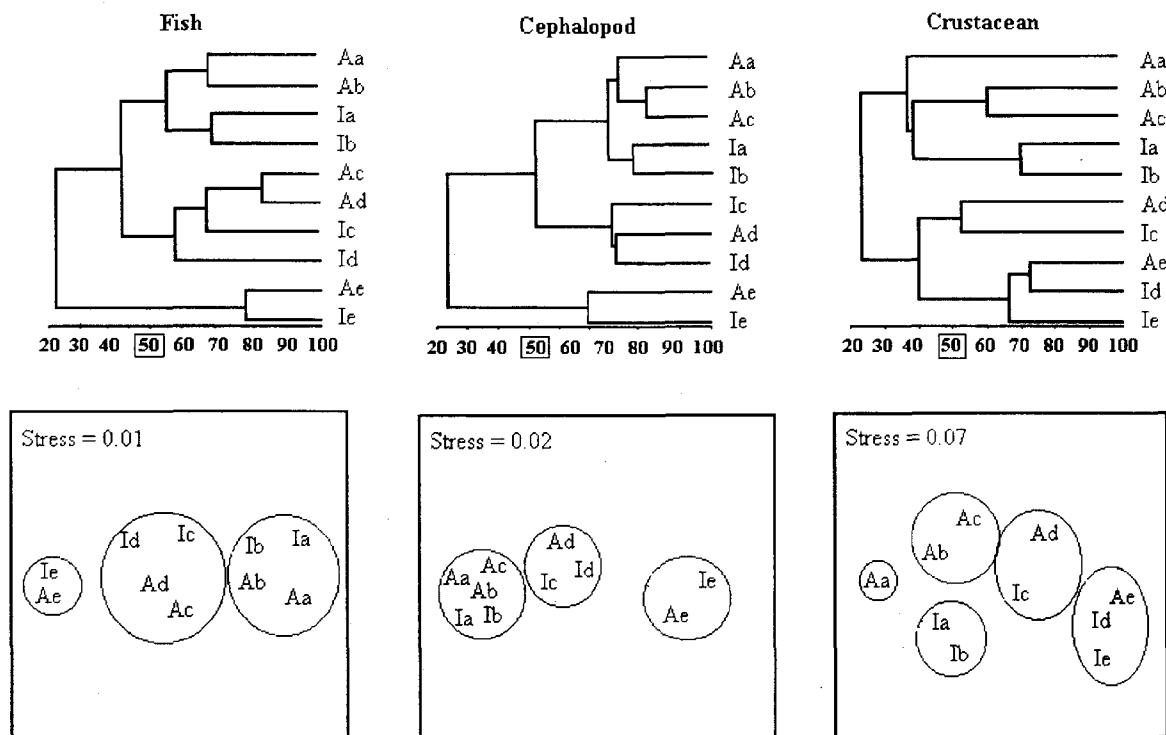 Fish
Aa
Ab
Ia
Ib
Ac
Ad
Ic
Id
Ae
Ie
20 30 40 50 60 70 80 90 100
Cephalopod
Aa
Ab
Ac
Ia
Ib
Ic
Ad
Id
Ae
Ie
20 30 40 50 60 70 80 90 100
Crustacean
Aa
Ab
Ac
Ia
Ib
Ad
Ic
Ae
Id
Ie
20 30 40 50 60 70 80 90 100
Stress = 0.01
Id Ic Ib Ia
Ie Ad Ab
Ae Ac Aa
Stress = 0.02
Ad
Aa Ac Ic Id Ie
Ab
Ia Ib Ae
Stress = 0.07
Ac Ad
Ab
Aa Ic Ae
Ia Id
Ib Ie